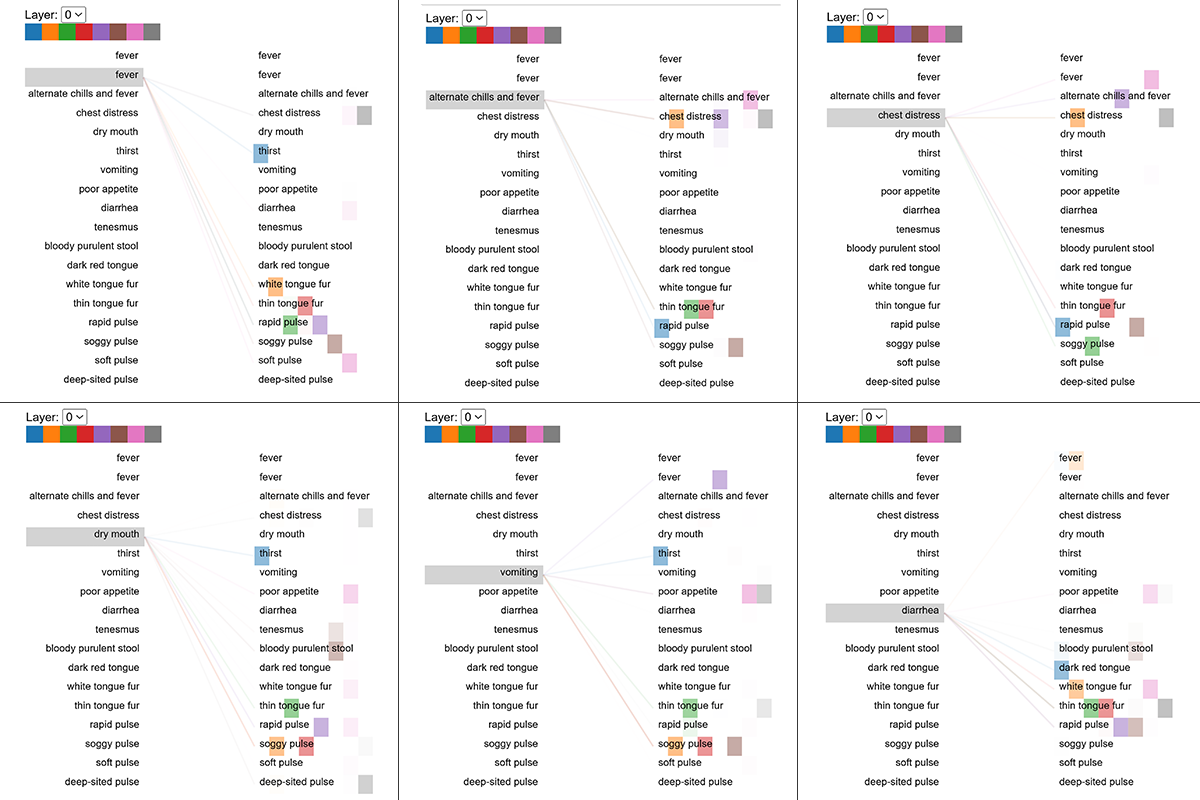 Layer: 0
fever fever
fever fever
alternate chills and fever alternate chills and fever
chest distress chest distress
dry mouth dry mouth
thirst thirst
vomiting vomiting
poor appetite poor appetite
diarrhea diarrhea
tenesmus tenesmus
bloody purulent stool bloody purulent stool
dark red tongue dark red tongue
white tongue fur white tongue fur
thin tongue fur thin tongue fur
rapid pulse rapid pulse
soggy pulse soggy pulse
soft pulse soft pulse
deep-sited pulse deep-sited pulse
Layer: 0
fever fever
fever fever
alternate chills and fever alternate chills and fever
chest distress chest distress
dry mouth dry mouth
thirst thirst
vomiting vomiting
poor appetite poor appetite
diarrhea diarrhea
tenesmus tenesmus
bloody purulent stool bloody purulent stool
dark red tongue dark red tongue
white tongue fur white tongue fur
thin tongue fur thin tongue fur
rapid pulse rapid pulse
soggy pulse soggy pulse
soft pulse soft pulse
deep-sited pulse deep-sited pulse
Layer: 0
fever fever
fever fever
alternate chills and fever alternate chills and fever
chest distress chest distress
dry mouth dry mouth
thirst thirst
vomiting vomiting
poor appetite poor appetite
diarrhea diarrhea
tenesmus tenesmus
bloody purulent stool bloody purulent stool
dark red tongue dark red tongue
white tongue fur white tongue fur
thin tongue fur thin tongue fur
rapid pulse rapid pulse
soggy pulse soggy pulse
soft pulse soft pulse
deep-sited pulse deep-sited pulse
Layer: 0
fever fever
fever fever
alternate chills and fever alternate chills and fever
chest distress chest distress
dry mouth dry mouth
thirst thirst
vomiting vomiting
poor appetite poor appetite
diarrhea diarrhea
tenesmus tenesmus
bloody purulent stool bloody purulent stool
dark red tongue dark red tongue
white tongue fur white tongue fur
thin tongue fur thin tongue fur
rapid pulse rapid pulse
soggy pulse soggy pulse
soft pulse soft pulse
deep-sited pulse deep-sited pulse
Layer: 0
fever fever
fever fever
alternate chills and fever alternate chills and fever
chest distress chest distress
dry mouth dry mouth
thirst thirst
vomiting vomiting
poor appetite poor appetite
diarrhea diarrhea
tenesmus tenesmus
bloody purulent stool bloody purulent stool
dark red tongue dark red tongue
white tongue fur white tongue fur
thin tongue fur thin tongue fur
rapid pulse rapid pulse
soggy pulse soggy pulse
soft pulse soft pulse
deep-sited pulse deep-sited pulse
Layer: 0
fever fever
fever fever
alternate chills and fever alternate chills and fever
chest distress chest distress
dry mouth dry mouth
thirst thirst
vomiting vomiting
poor appetite poor appetite
diarrhea diarrhea
tenesmus tenesmus
bloody purulent stool bloody purulent stool
dark red tongue dark red tongue
white tongue fur white tongue fur
thin tongue fur thin tongue fur
rapid pulse rapid pulse
soggy pulse soggy pulse
soft pulse soft pulse
deep-sited pulse deep-sited pulse